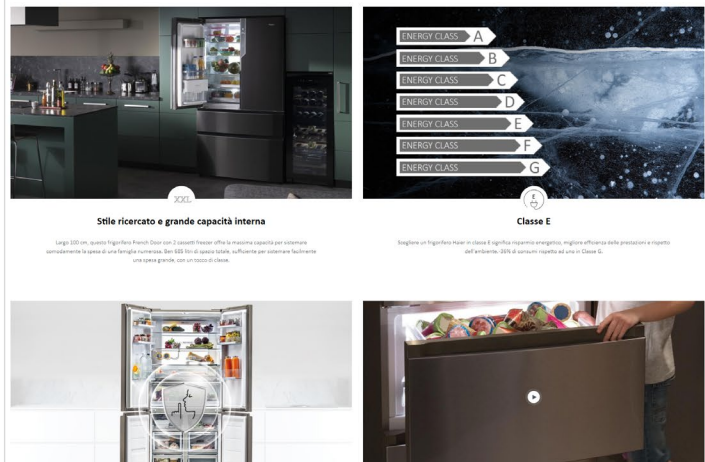 ENERGY CLASS A
ENERGY CLASS B
ENERGY CLASS C
ENERGY CLASS D
ENERGY CLASS E
ENERGY CLASS F
ENERGY CLASS G
XXL
E
Stile ricercato e grande capacità interna
Largo 100 cm, questo frigorifero French Door con 2 cassetti freezer offre la massima capacità per sistemare
comodamente la spesa di una famiglia numerosa. Ben 685 litri di spazio totale, sufficiente per sistemare facilmente
una spesa grande, con un tocco di classe.
Classe E
Scegliere un frigorifero Haier in classe E significa risparmio energetico, migliore efficienza delle prestazioni e rispetto
dell'ambiente. -36% di consumi rispetto ad uno in Classe G.